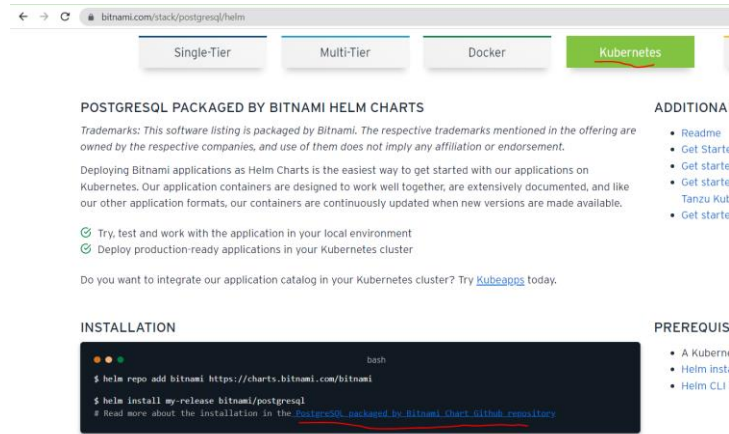 bitnami.com/stack/postgresql/helm
Single-Tier
Multi-Tier
Docker
Kubernetes
POSTGRESQL PACKAGED BY BITNAMI HELM CHARTS
Trademarks: This software listing is packaged by Bitnami. The respective trademarks mentioned in the offering are
owned by the respective companies, and use of them does not imply any affiliation or endorsement.
Deploying Bitnami applications as Helm Charts is the easiest way to get started with our applications on
Kubernetes. Our application containers are designed to work well together, are extensively documented, and like
our other application formats, our containers are continuously updated when new versions are made available.
Try, test and work with the application in your local environment
Deploy production-ready applications in your Kubernetes cluster
Do you want to integrate our application catalog in your Kubernetes cluster? Try Kubeapps today.
INSTALLATION
bash
$ helm repo add bitnami https://charts.bitnami.com/bitnami
$ helm install my-release bitnami/postgresql
# Read more about the installation in the PostgreSQL packaged by Bitnami Chart Github repository
ADDITIONA
Readme
Get Starte
Get starte
Get starte
Tanzu Kub
Get starte
PREREQUIS
A Kuberne
Helm insta
Helm CLI